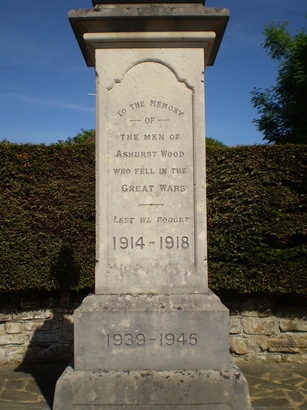 To the Memory
— of —
the men of
Ashurst Wood
who fell in the
Great Wars
Lest we Forget
1914-1918
1939-1945